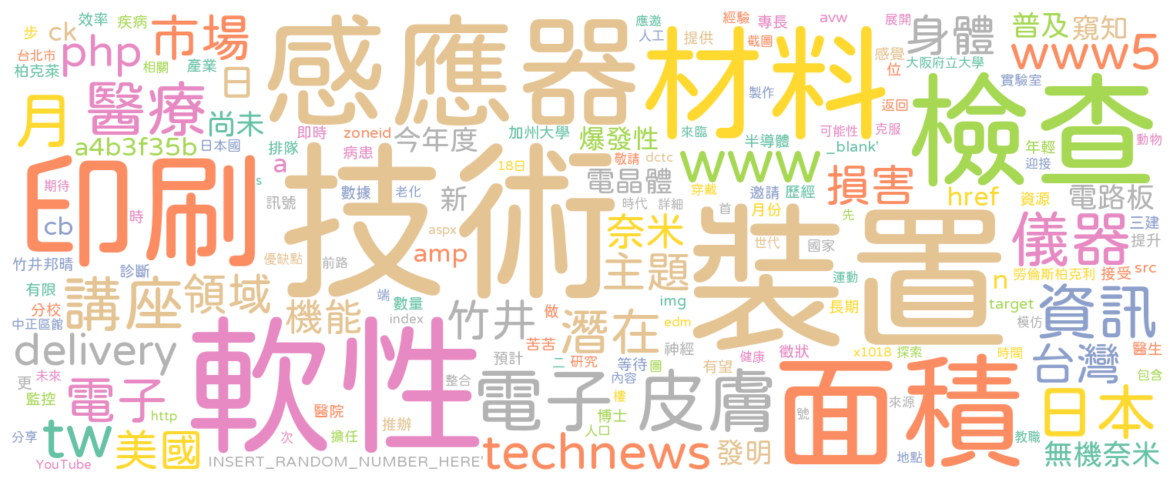 效率 疾病 ck 步 台北市 柏克萊 相關 產業 php 市場 日 月 醫療 尚未 a4b3f35b 日本國
感應器 材料 應邀 人工 提供 經驗 專長 截圖 avw 感覺 展開 位 身體 普及 窺知 www5
大阪府立大學 實驗室 製作 返回 檢查
即時 zoneid 今年度 加州大學 爆發性 來臨 半導體 可能性 克服 _blank' 年輕 迎接 動物
期待 s 時 印刷 排隊 a 病患 訊號 數據 老化 18日 技術 敬請 dctc www 損害 href 資源 電路板
cb 新 電晶體 穿戴 邀請 歷經 時代 詳細 首 月份 先 三建 提升
竹井邦晴 診斷 優缺點 前路 aspx amp 奈米 主題 世代 國家 裝置 儀器 n 勞倫斯柏克利 接受 src
有限 分校 中正區館 講座 領域 機能 端 數量 index 竹井 做 潛在 img edm 運動 長期 target 模仿 資訊
delivery 更 未來 監控 電子 http 軟性 預計 苦苦 二 研究 神經 等待 圖 內容 有望 健康 徵狀 x1018 探索 時間 台灣 醫生 包含
整合 電子 皮膚 樓 號 面積 來源 日本
分享 tw YouTube 美國 次 醫院 擔任 推辦 博士 人口 technews 發明 地點 教職 無機奈米
INSERT_RANDOM_NUMBER_HERE'